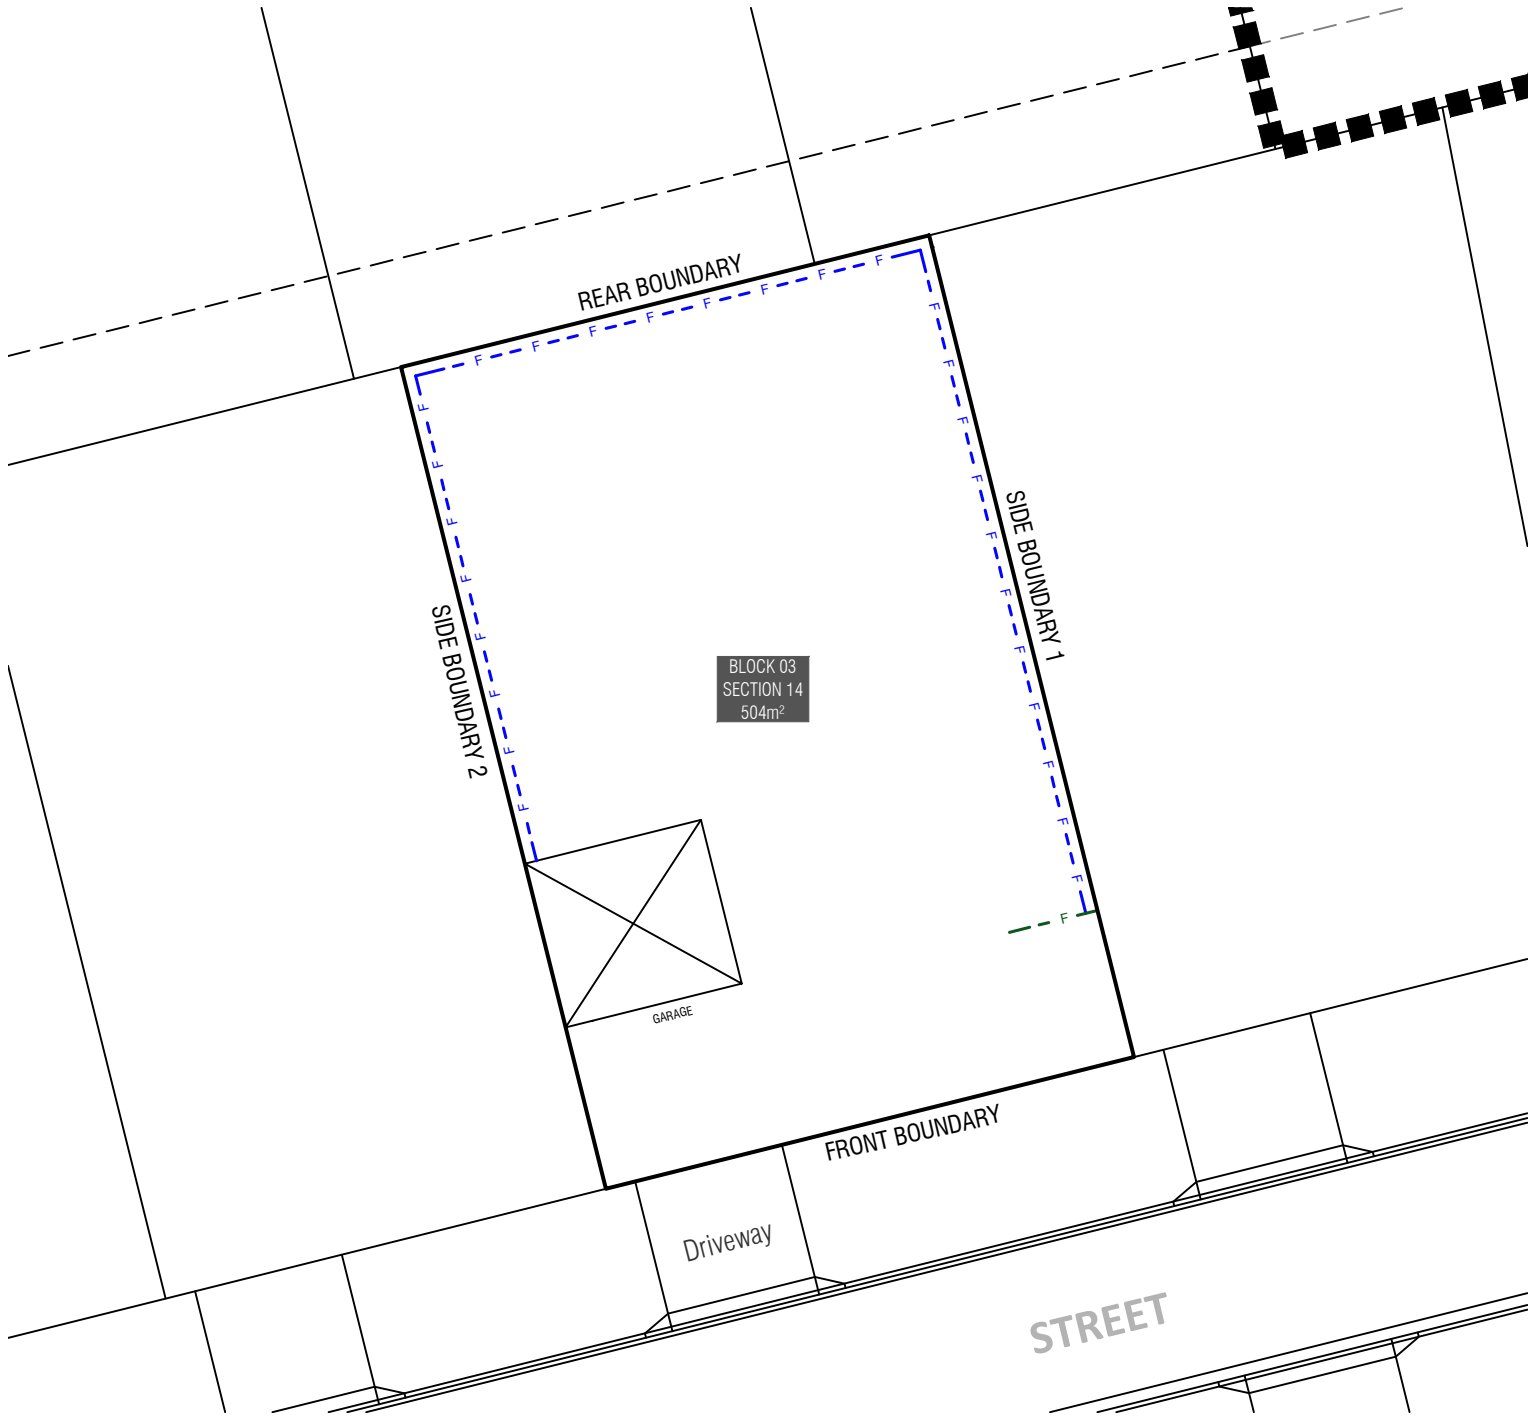 REAR BOUNDARY
F F F F F F F F
F F F F F F F F
F F F F F F F F F F F
SIDE BOUNDARY 1
SIDE BOUNDARY 2
BLOCK 03
SECTION 14
504m²
F
GARAGE
FRONT BOUNDARY
Driveway
STREET